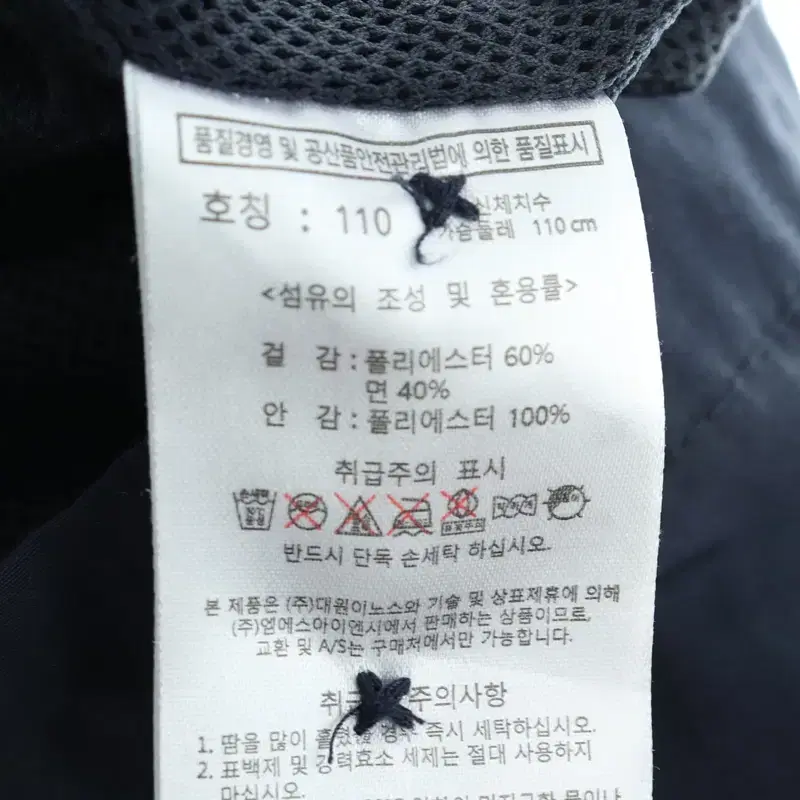 품질경영 및 공산품안전관리법에 의한 품질표시
호칭 : 110
신체치수
가슴둘레 110cm
<섬유의 조성 및 혼용률>
겉 감 : 폴리에스터 60%
면 40%
안 감 : 폴리에스터 100%
취급주의 표시
반드시 단독 손세탁 하십시오.
본 제품은 (주)대원이노스와 기술 및 상표제휴에 의해
(주)엠에스아이엔시에서 판매하는 상품이므로,
교환 및 A/S는 구매처에서만 가능합니다.
취급 주의사항
1. 땀을 많이 흘렸을 경우 즉시 세탁하십시오.
2. 표백제 및 강력효소 세제는 절대 사용하지
마십시오.